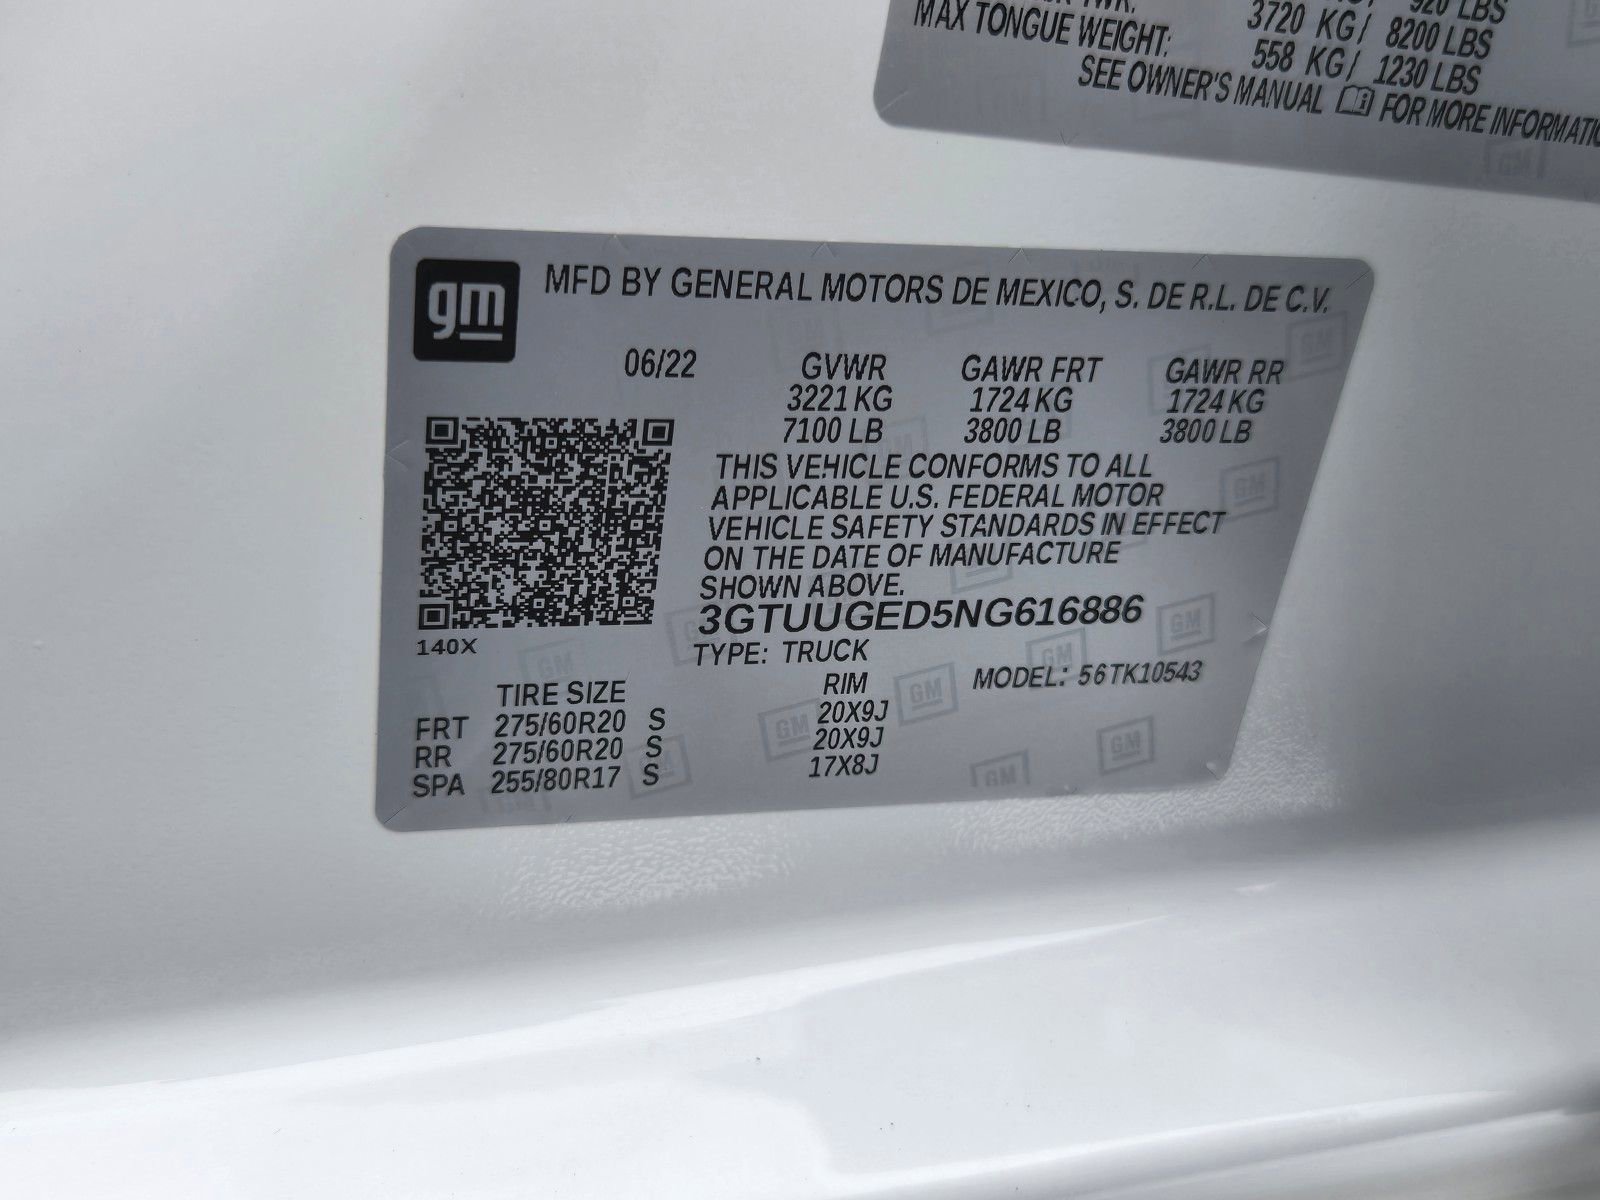 920 LBS
3720 KG/ 8200 LBS
MAX TONGUE WEIGHT: 558 KG/ 1230 LBS
SEE OWNER'S MANUAL FOR MORE INFORMATIO
gm
MFD BY GENERAL MOTORS DE MEXICO, S. DE R.L. DE C.V.
06/22 GVWR GAWR FRT GAWR RR
3221 KG 1724 KG 1724 KG
7100 LB 3800 LB 3800 LB
THIS VEHICLE CONFORMS TO ALL
APPLICABLE U.S. FEDERAL MOTOR
VEHICLE SAFETY STANDARDS IN EFFECT
ON THE DATE OF MANUFACTURE
SHOWN ABOVE.
3GTUUGED5NG616886
140X
TYPE: TRUCK
MODEL: 56TK10543
TIRE SIZE RIM
FRT 275/60R20 S 20X9J
RR 275/60R20 S 20X9J
SPA 255/80R17 S 17X8J